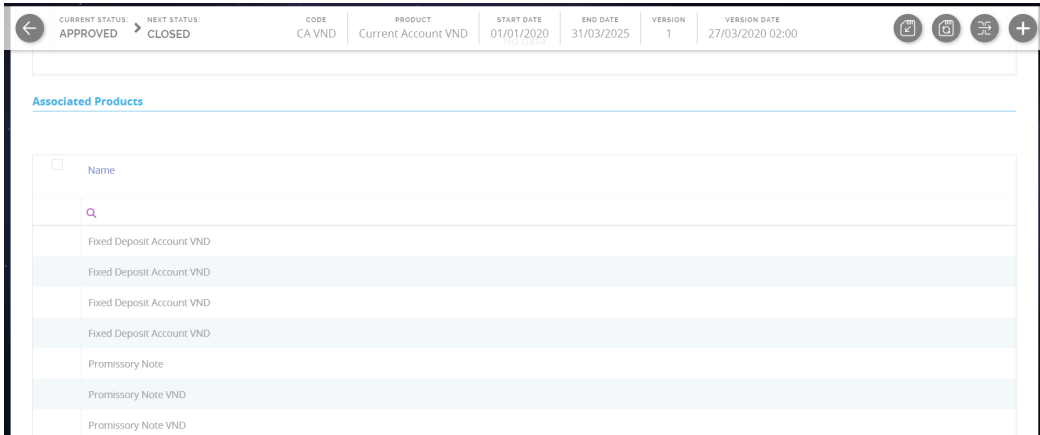 CURRENT STATUS: NEXT STATUS: CODE PRODUCT START DATE END DATE VERSION VERSION DATE
APPROVED CLOSED CA VND Current Account VND 01/01/2020 31/03/2025 1 27/03/2020 02:00
No data
Associated Products
Name
Fixed Deposit Account VND
Fixed Deposit Account VND
Fixed Deposit Account VND
Fixed Deposit Account VND
Promissory Note
Promissory Note VND
Promissory Note VND